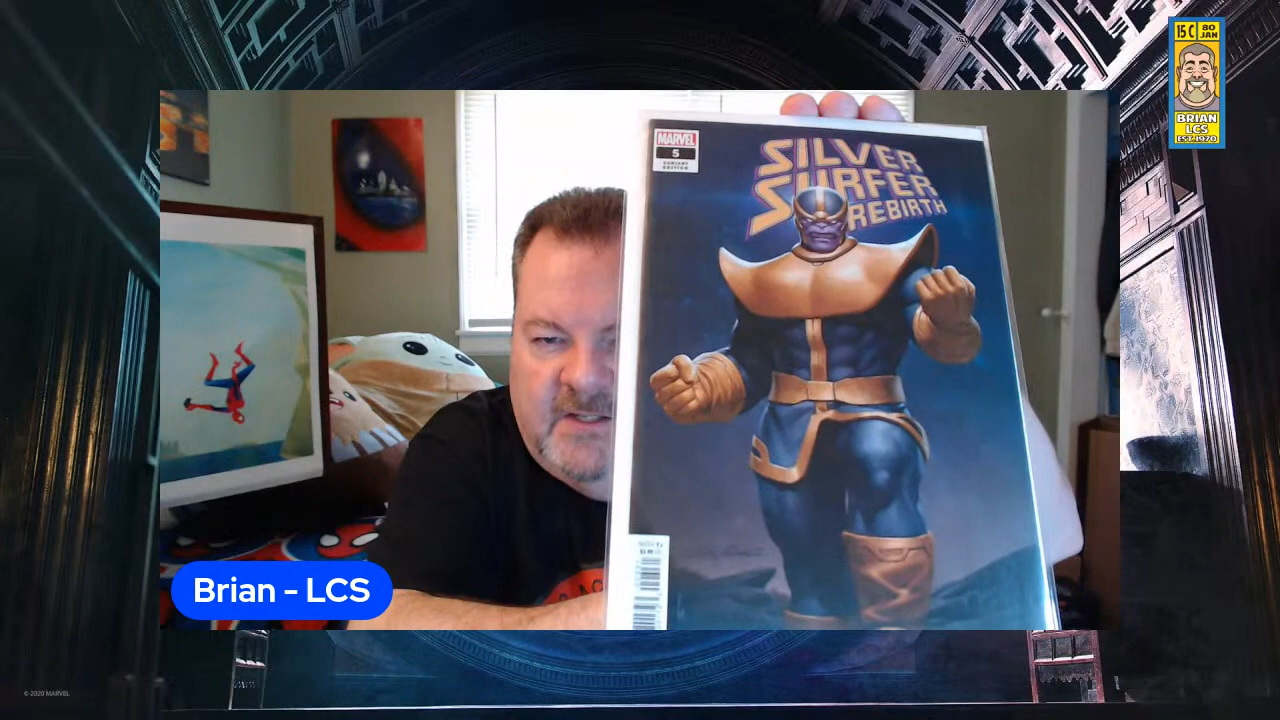 15 C 80
JAN
BRIAN
LCS
EST. 1970
MARVEL
5
VARIANT
EDITION
SILVER
SURFER
REBIRTH
Brian - LCS
© 2020 MARVEL